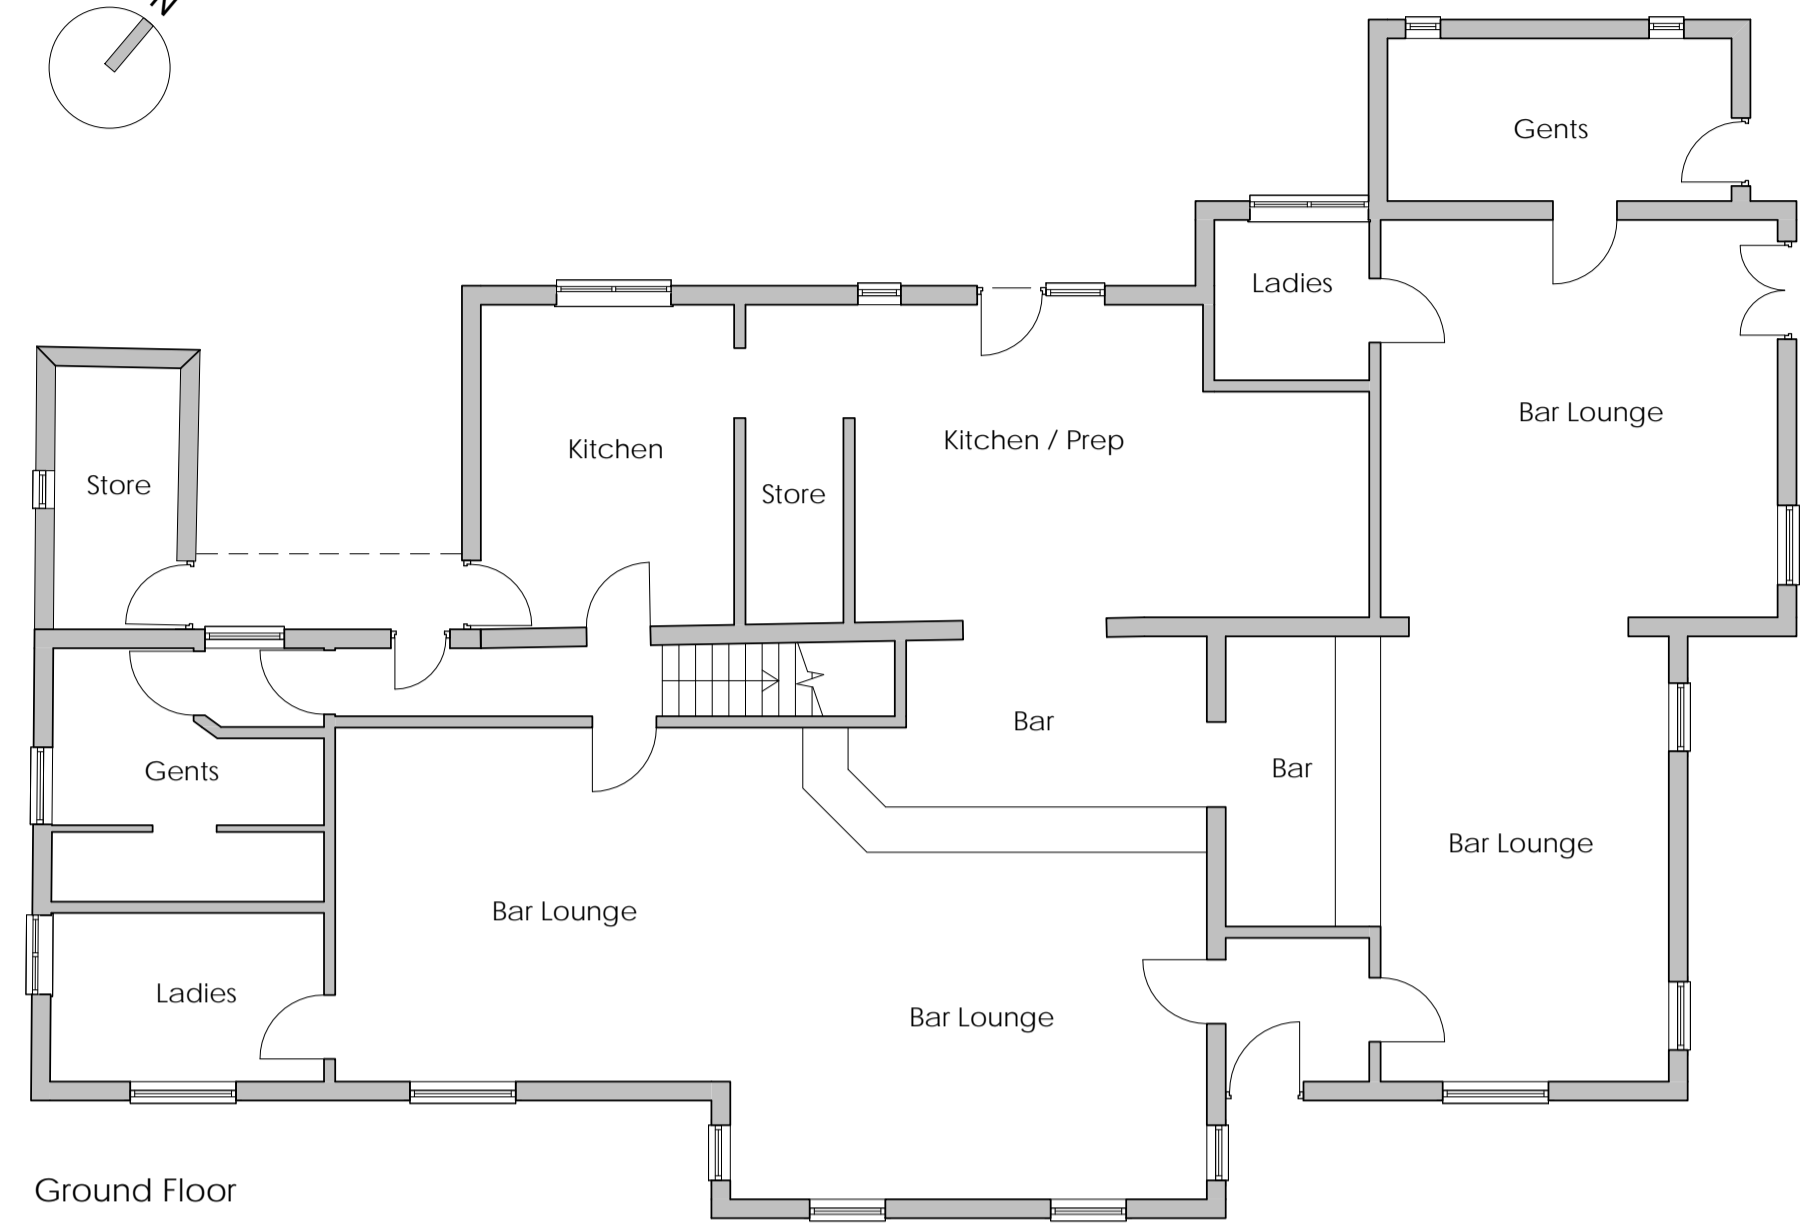 N
Gents
Ladies
Bar Lounge
Kitchen
Kitchen / Prep
Store
Store
Bar
Bar
Gents
Bar Lounge
Bar Lounge
Ladies
Bar Lounge
Ground Floor